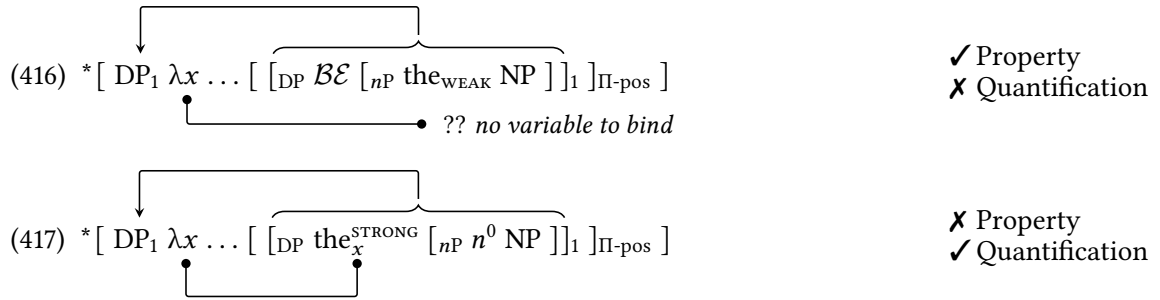 (416) *[ DP₁ λx … [ [DP ℬℰ [nP theWEAK NP ]]₁ ]Π-pos ] ✓Property
✗ Quantification
?? no variable to bind
(417) *[ DP₁ λx … [ [DP theₓSTRONG [nP n⁰ NP ]]₁ ]Π-pos ] ✗ Property
✓Quantification